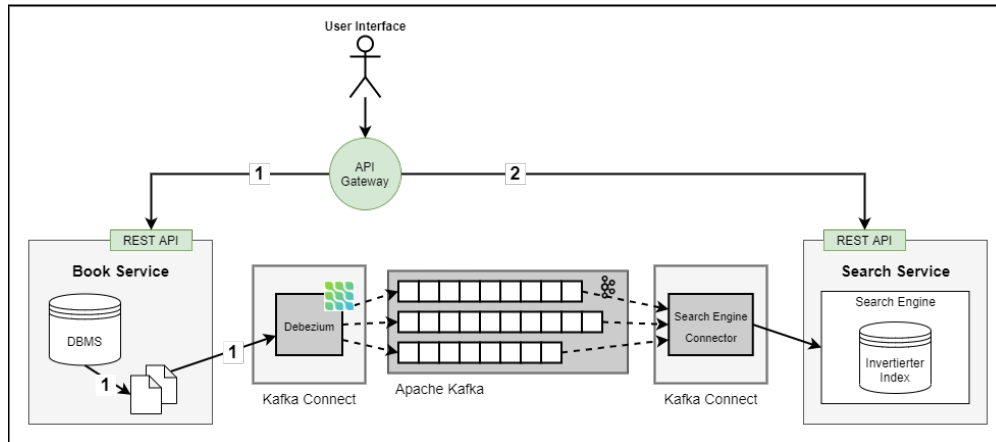 User Interface
API
Gateway
1
2
REST API
REST API
Book Service
Search Service
DBMS
Debezium
Search Engine
Connector
Search Engine
Invertierter
Index
1
1
Kafka Connect
Apache Kafka
Kafka Connect